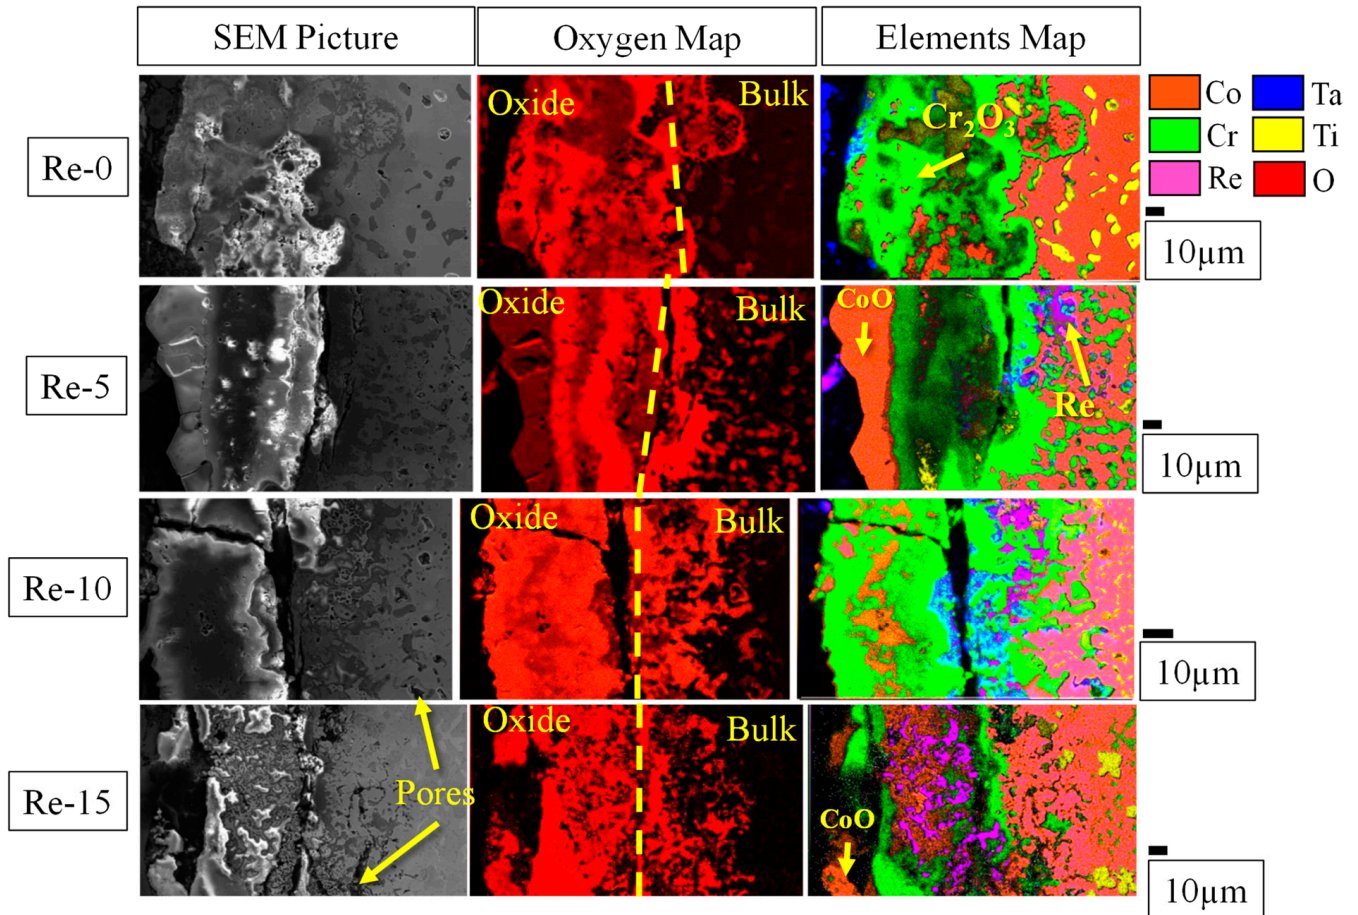 SEM Picture
Oxygen Map
Elements Map
Re-0
Oxide
Bulk
Cr₂O₃
Co
Ta
Cr
Ti
Re
O
10µm
Re-5
Oxide
Bulk
CoO
Re
10µm
Re-10
Oxide
Bulk
10µm
Re-15
Pores
Oxide
Bulk
CoO
10µm